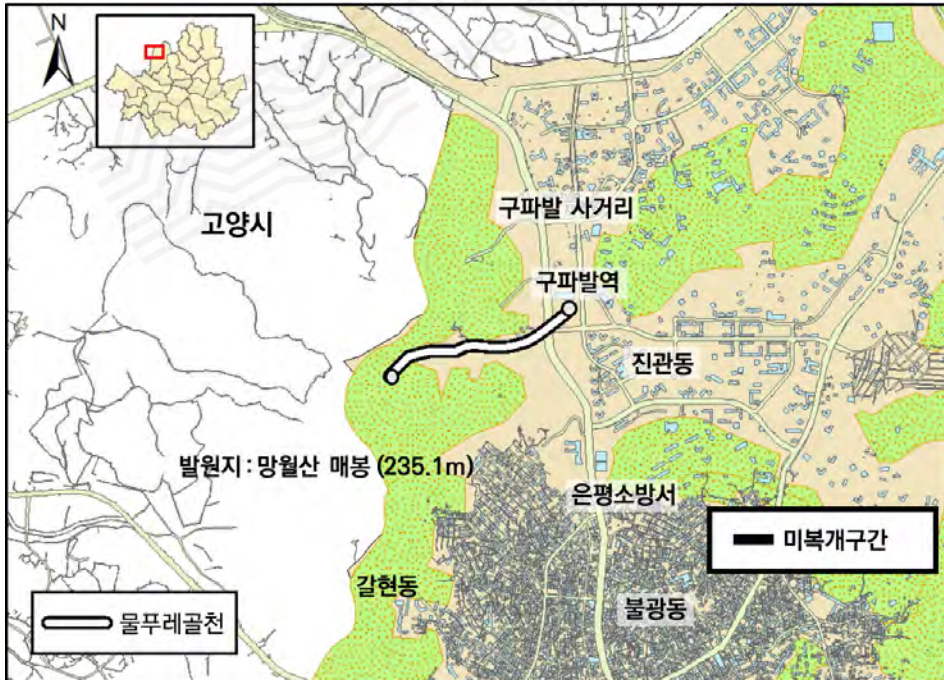 N
고양시
구파발 사거리
구파발역
진관동
발원지 : 망월산 매봉 (235.1m)
은평소방서
미복개구간
갈현동
불광동
물푸레골천